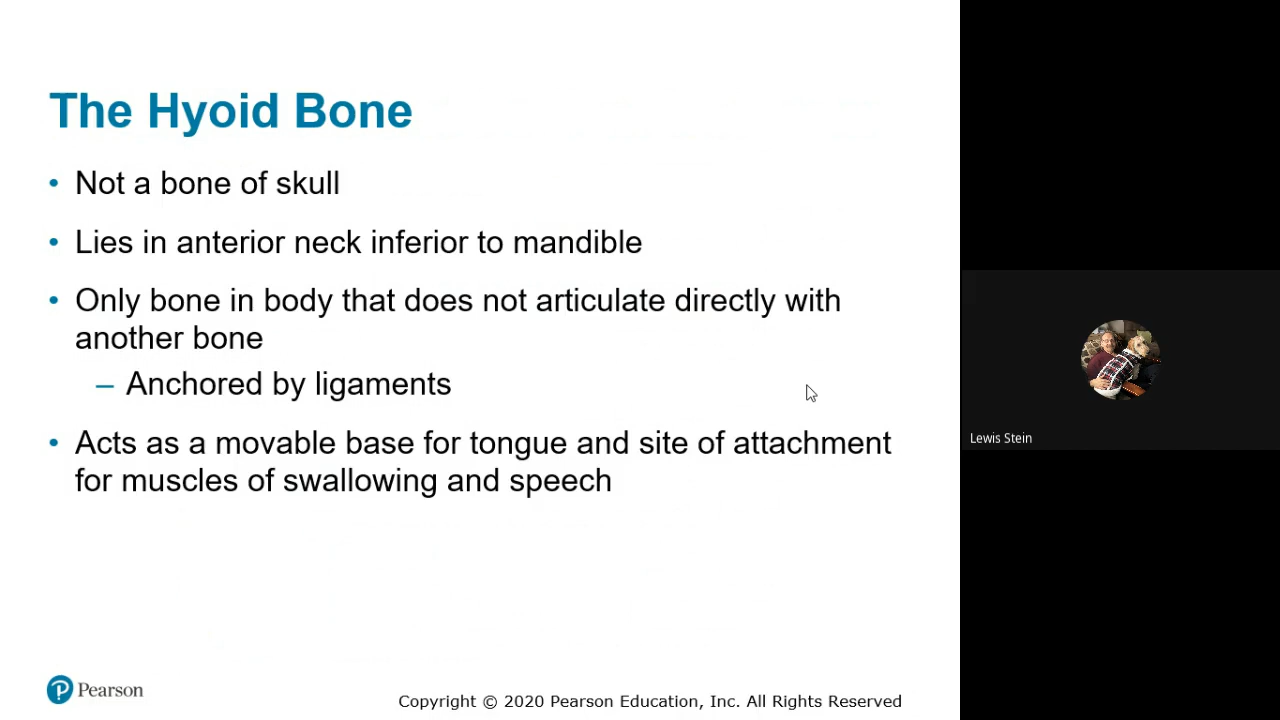 The Hyoid Bone
• Not a bone of skull
• Lies in anterior neck inferior to mandible
• Only bone in body that does not articulate directly with
another bone
– Anchored by ligaments
• Acts as a movable base for tongue and site of attachment
for muscles of swallowing and speech
Lewis Stein
Pearson
Copyright © 2020 Pearson Education, Inc. All Rights Reserved